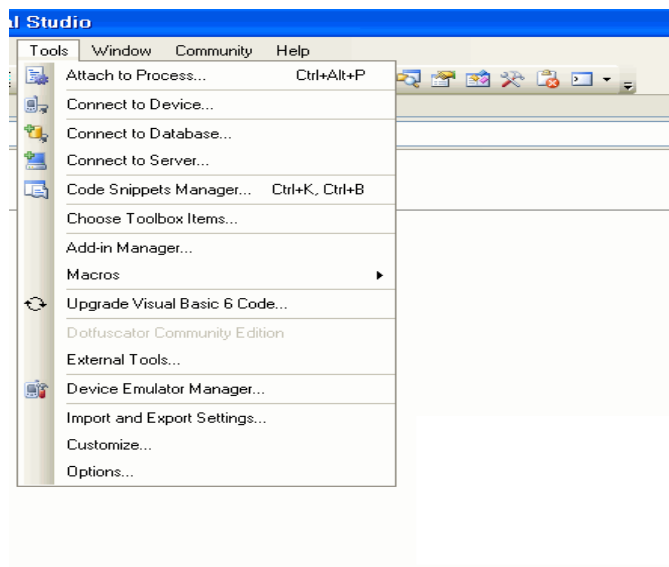 l Studio
Tools Window Community Help
Attach to Process... Ctrl+Alt+P
Connect to Device...
Connect to Database...
Connect to Server...
Code Snippets Manager... Ctrl+K, Ctrl+B
Choose Toolbox Items...
Add-in Manager...
Macros
Upgrade Visual Basic 6 Code...
Dotfuscator Community Edition
External Tools...
Device Emulator Manager...
Import and Export Settings...
Customize...
Options...